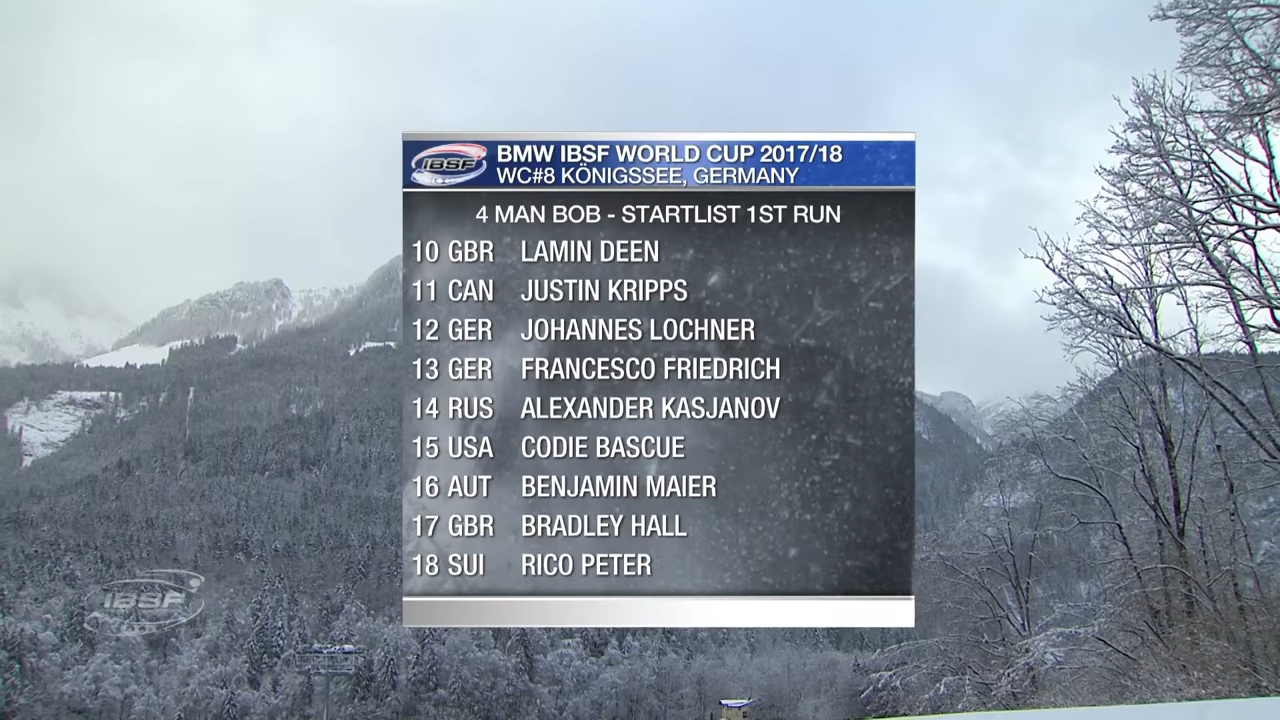 IBSF
BMW IBSF WORLD CUP 2017/18
WC#8 KÖNIGSSEE, GERMANY
4 MAN BOB - STARTLIST 1ST RUN
10 GBR LAMIN DEEN
11 CAN JUSTIN KRIPPS
12 GER JOHANNES LOCHNER
13 GER FRANCESCO FRIEDRICH
14 RUS ALEXANDER KASJANOV
15 USA CODIE BASCUE
16 AUT BENJAMIN MAIER
17 GBR BRADLEY HALL
18 SUI RICO PETER
IBSF